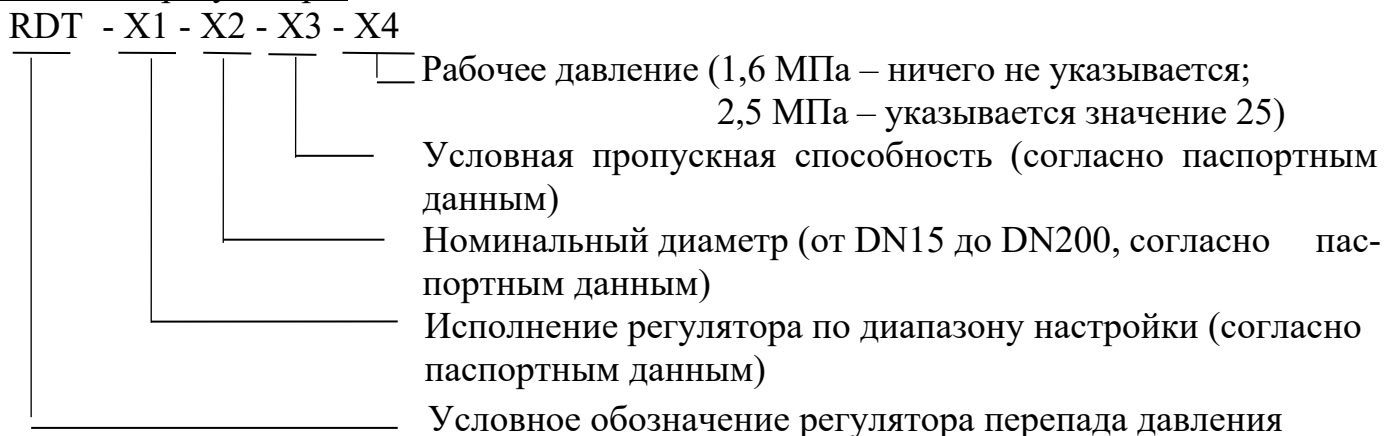 RDT - X1 - X2 - X3 - X4
Рабочее давление (1,6 МПа – ничего не указывается;
2,5 МПа – указывается значение 25)
Условная пропускная способность (согласно паспортным
данным)
Номинальный диаметр (от DN15 до DN200, согласно пас-
портным данным)
Исполнение регулятора по диапазону настройки (согласно
паспортным данным)
Условное обозначение регулятора перепада давления